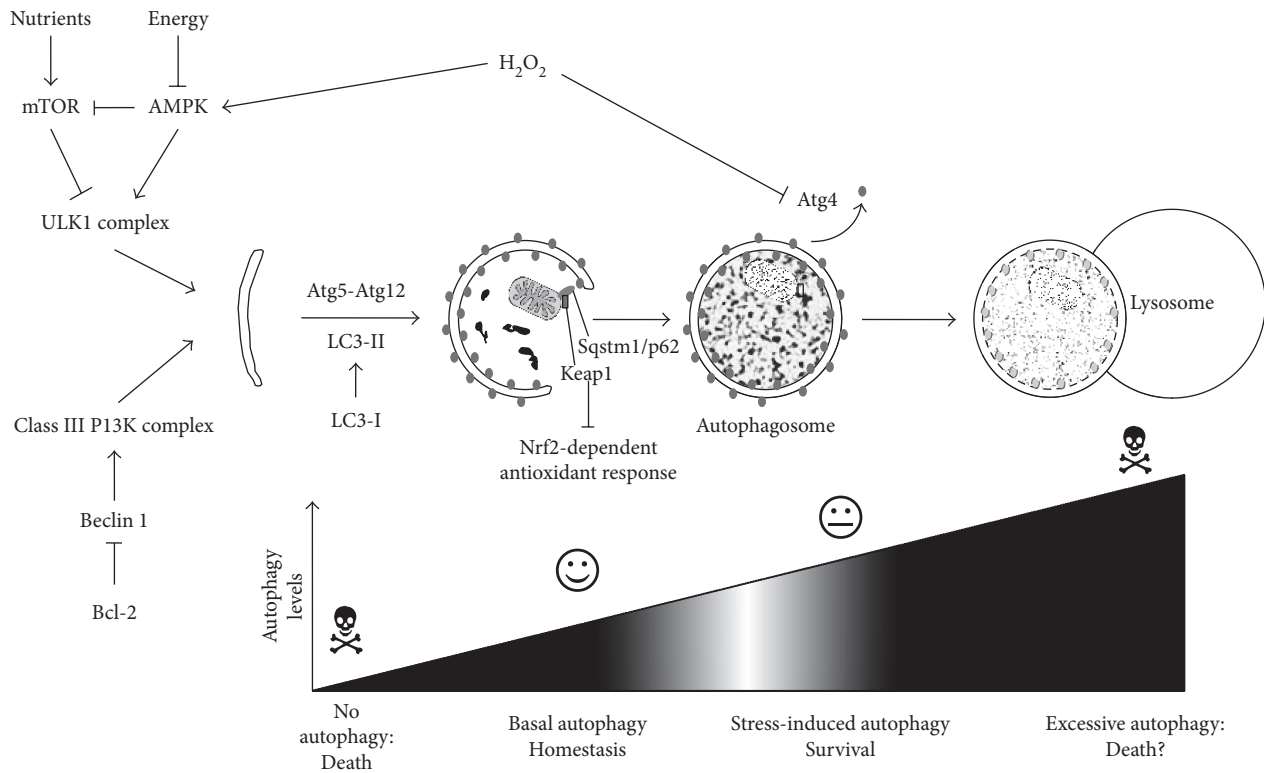 Nutrients
Energy
H₂O₂
mTOR
AMPK
Atg4
ULK1 complex
Atg5-Atg12
LC3-II
LC3-I
Sqstm1/p62
Keap1
Lysosome
Class III P13K complex
Autophagosome
Nrf2-dependent
antioxidant response
Beclin 1
Bcl-2
Autophagy
levels
No
autophagy:
Death
Basal autophagy
Homestasis
Stress-induced autophagy
Survival
Excessive autophagy:
Death?